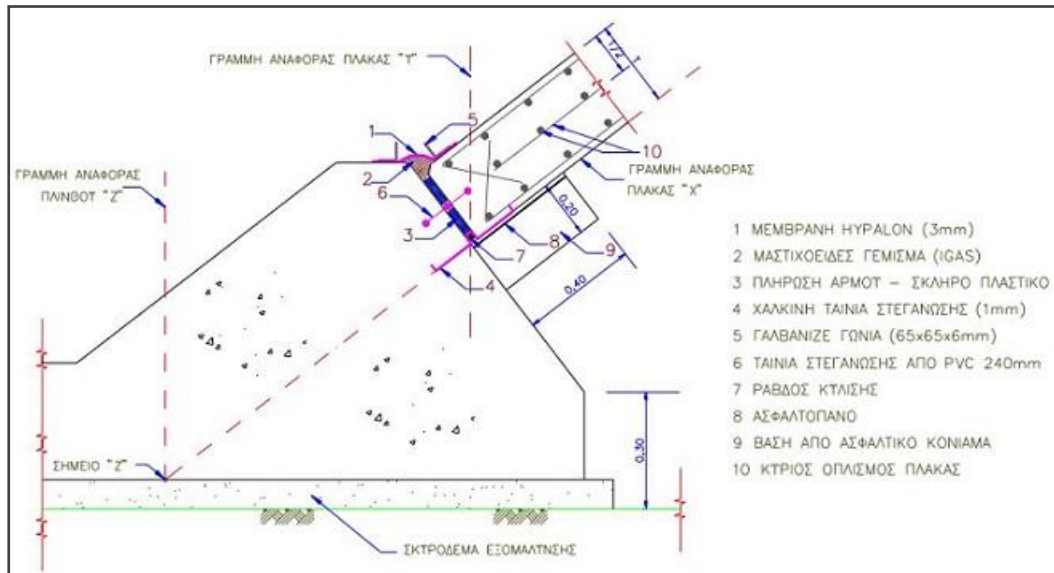 ΓΡΑΜΜΗ ΑΝΑΦΟΡΑΣ ΠΛΑΚΑΣ "Υ"
1/2
T
1
5
2
10
ΓΡΑΜΜΗ ΑΝΑΦΟΡΑΣ
ΠΛΑΚΑΣ "Χ"
ΓΡΑΜΜΗ ΑΝΑΦΟΡΑΣ
ΠΛΙΝΘΟΥ "Ζ"
6
3
0,20
8
9
7
4
0,40
1 ΜΕΜΒΡΑΝΗ HYPALON (3mm)
2 ΜΑΣΤΙΧΟΕΙΔΕΣ ΓΕΜΙΣΜΑ (IGAS)
3 ΠΛΗΡΩΣΗ ΑΡΜΟΥ – ΣΚΛΗΡΟ ΠΛΑΣΤΙΚΟ
4 ΧΑΛΚΙΝΗ ΤΑΙΝΙΑ ΣΤΕΓΑΝΩΣΗΣ (1mm)
5 ΓΑΛΒΑΝΙΖΕ ΓΩΝΙΑ (65x65x6mm)
6 ΤΑΙΝΙΑ ΣΤΕΓΑΝΩΣΗΣ ΑΠΟ PVC 240mm
7 ΡΑΒΔΟΣ ΚΥΛΙΣΗΣ
8 ΑΣΦΑΛΤΟΠΑΝΟ
9 ΒΑΣΗ ΑΠΟ ΑΣΦΑΛΤΙΚΟ ΚΟΝΙΑΜΑ
10 ΚΥΡΙΟΣ ΟΠΛΙΣΜΟΣ ΠΛΑΚΑΣ
0,30
ΣΗΜΕΙΟ "Ζ"
ΣΚΥΡΟΔΕΜΑ ΕΞΟΜΑΛΥΝΣΗΣ